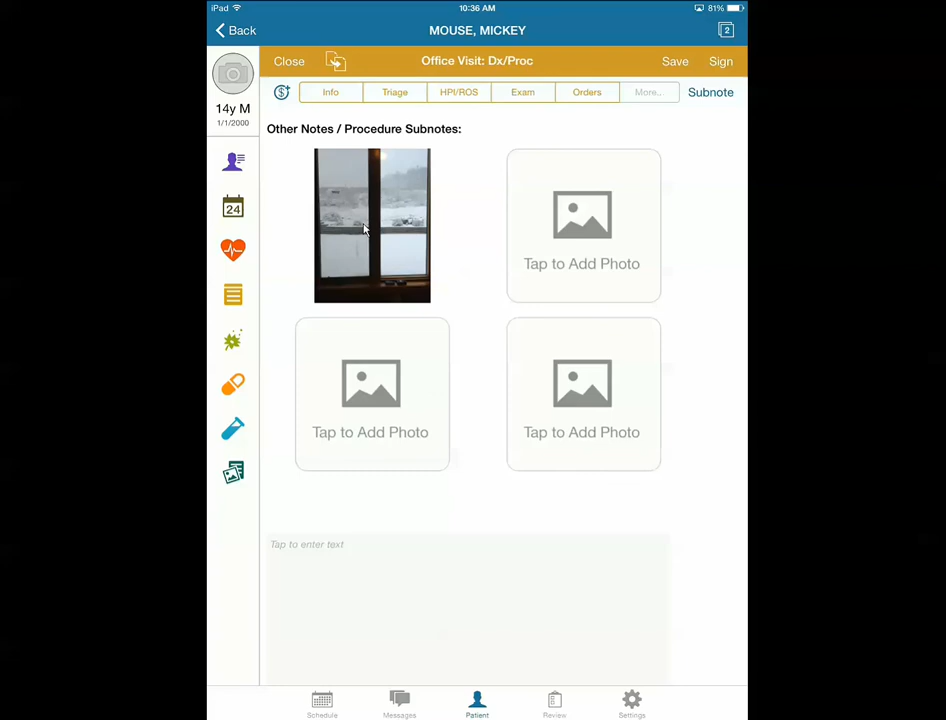 iPad 10:36 AM 81%
Back MOUSE, MICKEY 2
Close Office Visit: Dx/Proc Save Sign
Info Triage HPI/ROS Exam Orders More... Subnote
14y M
1/1/2000
24
Other Notes / Procedure Subnotes:
Tap to Add Photo
Tap to Add Photo Tap to Add Photo
Tap to enter text
Schedule Messages Patient Review Settings